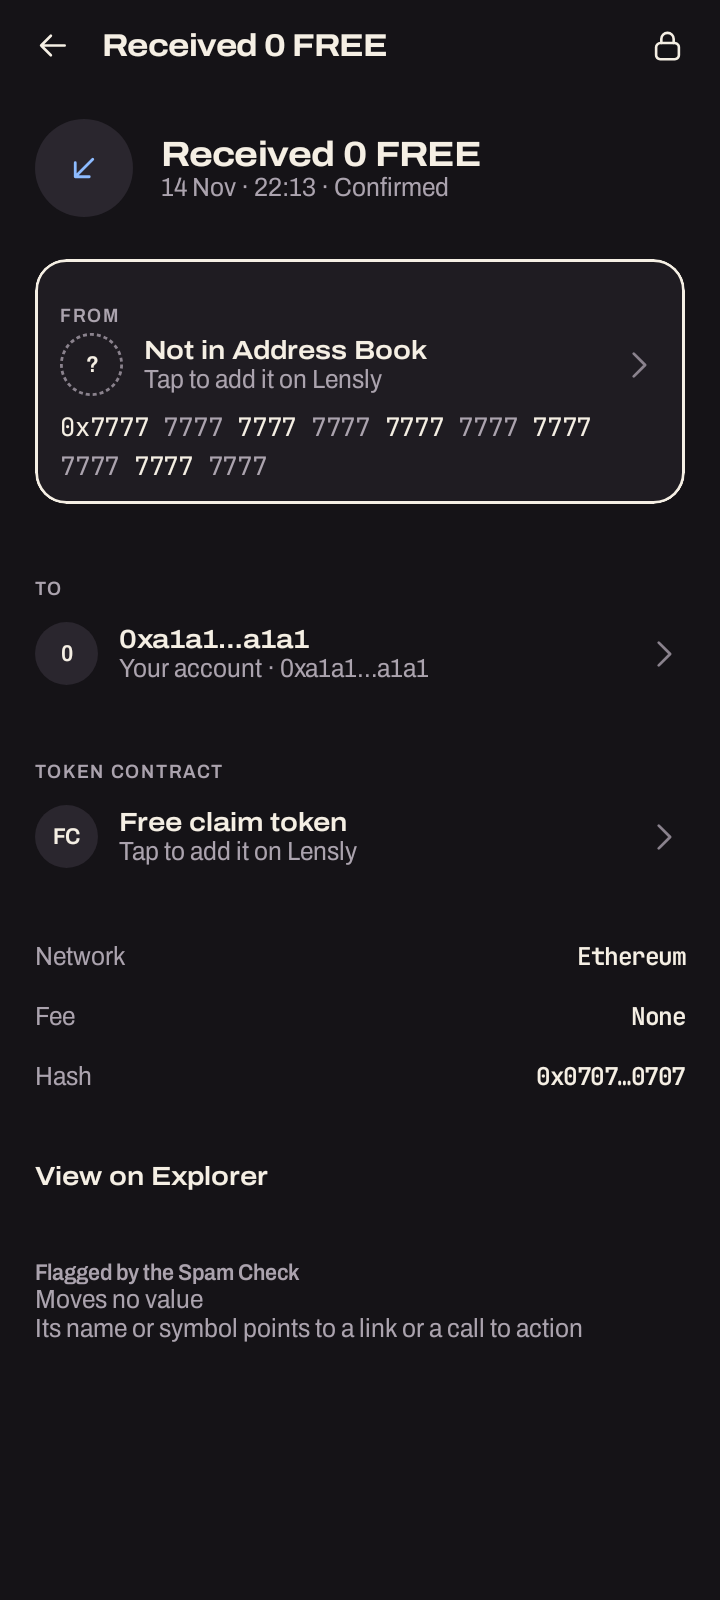 Received 0 FREE
Received 0 FREE
14 Nov · 22:13 · Confirmed
FROM
?
Not in Address Book
Tap to add it on Lensly
0x7777 7777 7777 7777 7777 7777 7777
7777 7777 7777
TO
0
0xa1a1…a1a1
Your account · 0xa1a1…a1a1
TOKEN CONTRACT
FC
Free claim token
Tap to add it on Lensly
Network Ethereum
Fee None
Hash 0x0707…0707
View on Explorer
Flagged by the Spam Check
Moves no value
Its name or symbol points to a link or a call to action